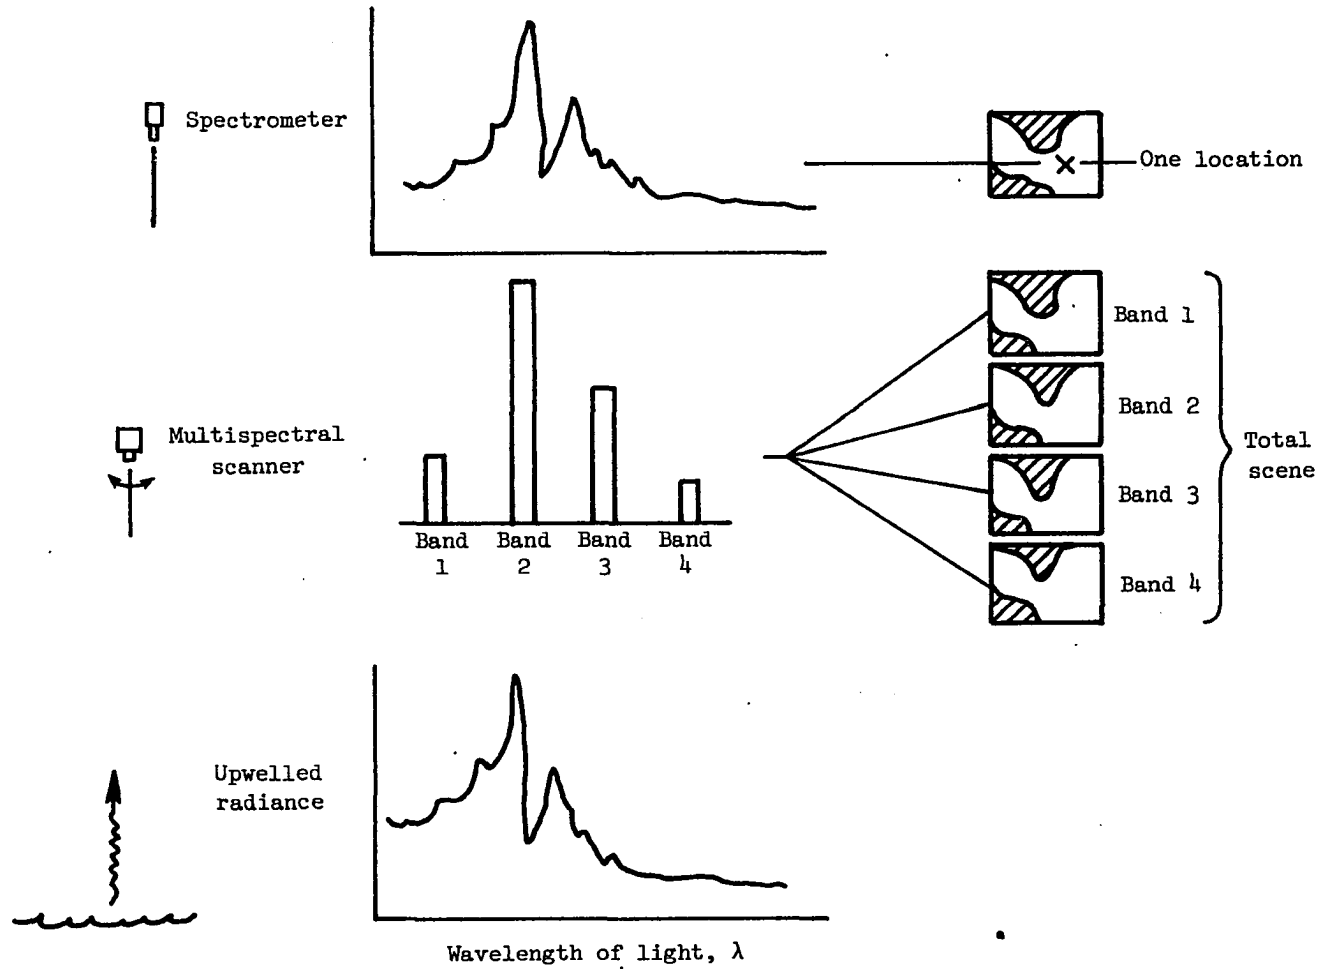 Spectrometer
One location
Multispectral
scanner
Band
1
Band
2
Band
3
Band
4
Band 1
Band 2
Band 3
Band 4
Total
scene
Upwelled
radiance
Wavelength of light, λ